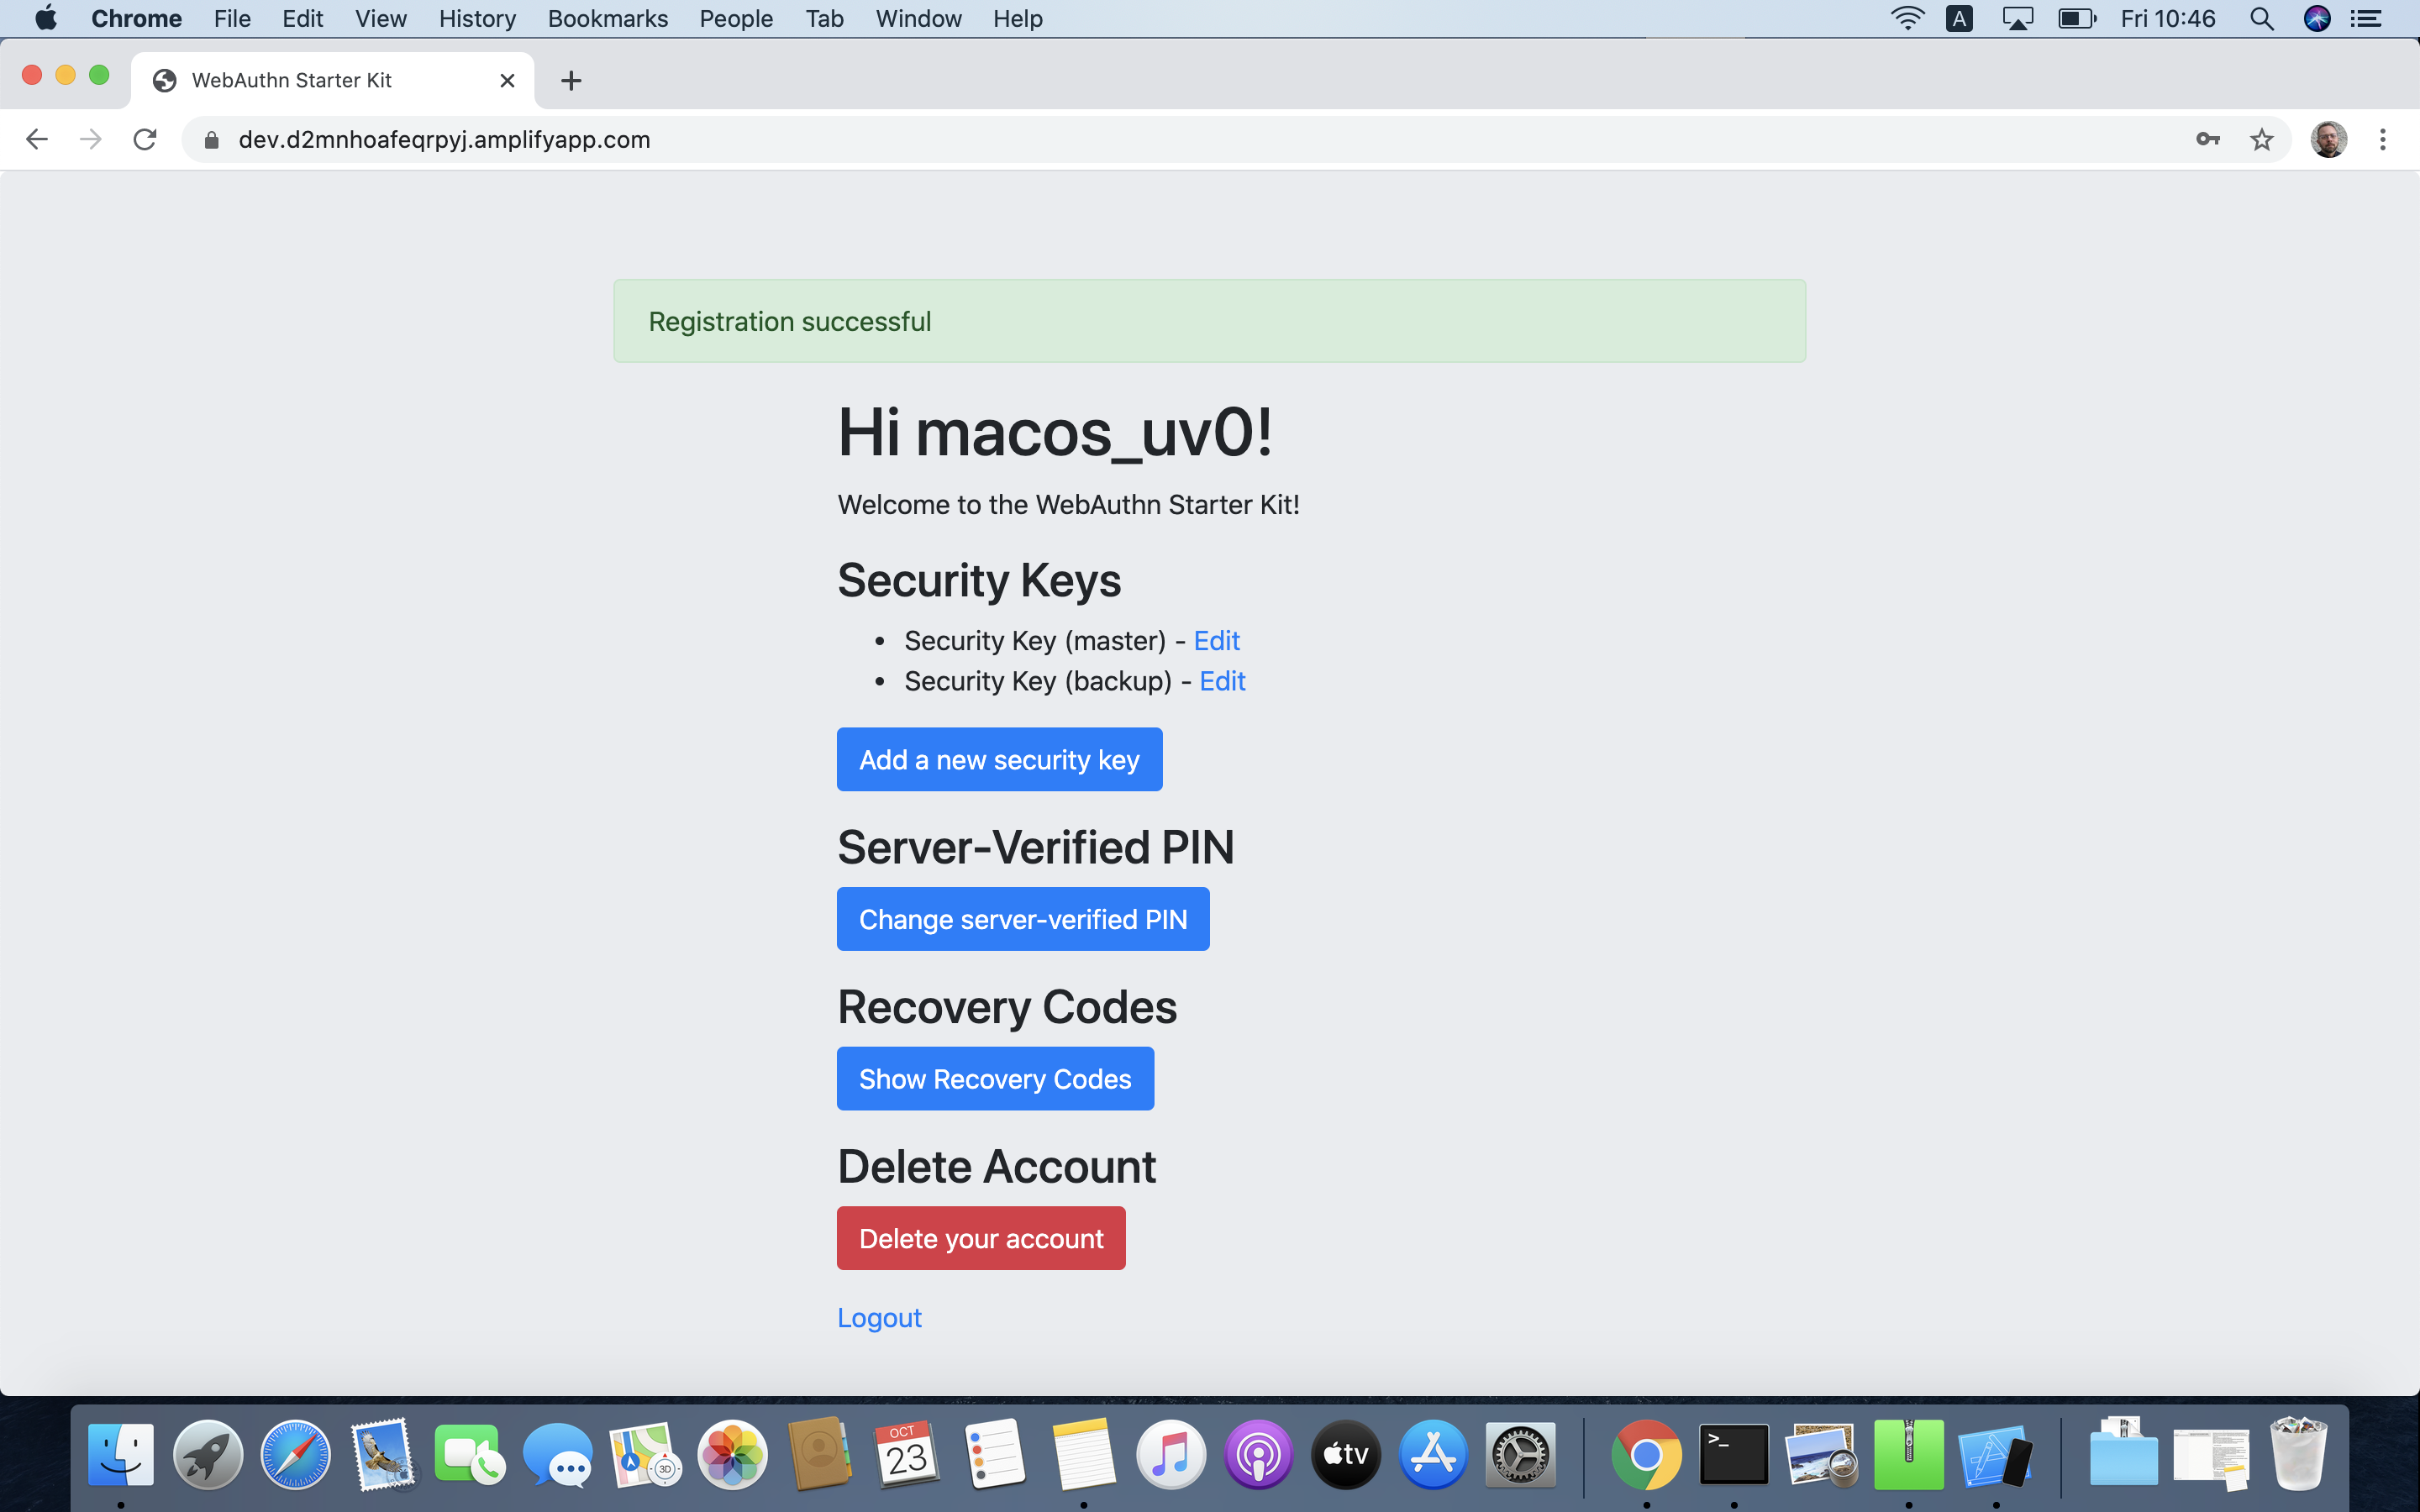 Chrome File Edit View History Bookmarks People Tab Window Help A Fri 10:46
WebAuthn Starter Kit
dev.d2mnhoafeqrpyj.amplifyapp.com
Registration successful
Hi macos_uv0!
Welcome to the WebAuthn Starter Kit!
Security Keys
• Security Key (master) - Edit
• Security Key (backup) - Edit
Add a new security key
Server-Verified PIN
Change server-verified PIN
Recovery Codes
Show Recovery Codes
Delete Account
Delete your account
Logout
3D
OCT
23
tv
>_